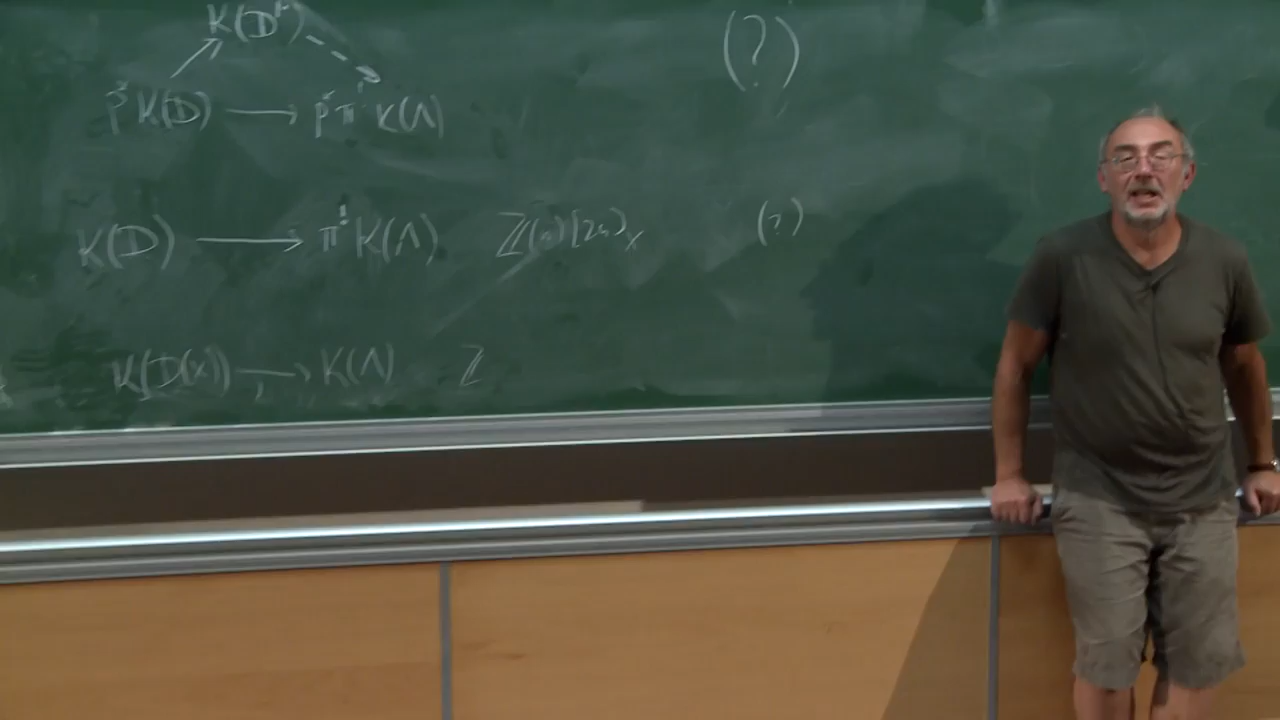 K(D^!)
(?)
p^* K(D) → p^* π^! K(Λ)
K(D) → π^! K(Λ) Z(n)[2n]_X (?)
K(D(x)) → K(Λ) Z